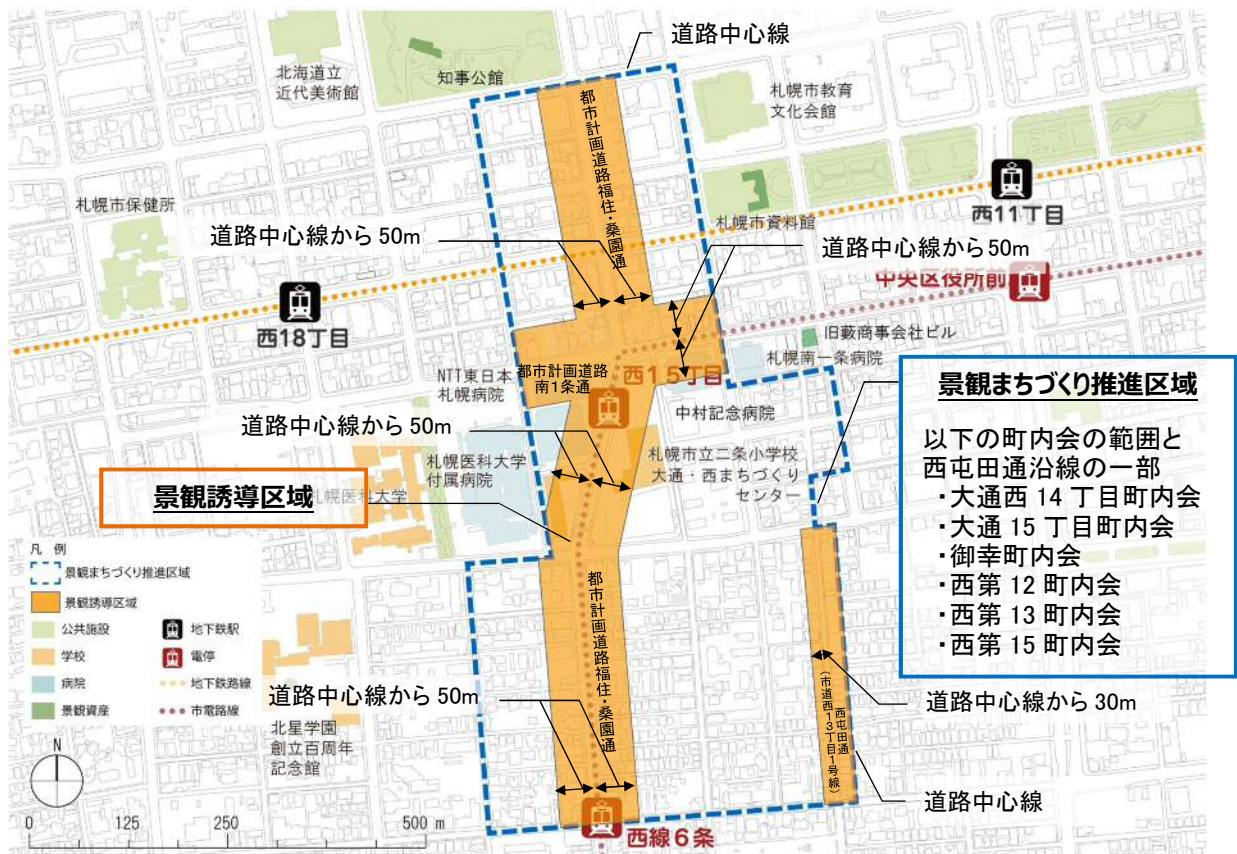 道路中心線
北海道立
近代美術館
知事公館
札幌市教育
文化会館
都市計画道路福住・桑園通
札幌市保健所
西11丁目
札幌市資料館
道路中心線から 50m
道路中心線から 50m
中央区役所前
西18丁目
旧藪商事会社ビル
札幌南一条病院
都市計画道路
南1条通
西15丁目
NTT東日本
札幌病院
中村記念病院
道路中心線から 50m
札幌医科大学
付属病院
札幌市立二条小学校
大通・西まちづくり
センター
景観誘導区域
札幌医科大学
景観まちづくり推進区域
以下の町内会の範囲と
西屯田通沿線の一部
・大通西 14 丁目町内会
・大通 15 丁目町内会
・御幸町内会
・西第 12 町内会
・西第 13 町内会
・西第 15 町内会
凡 例
景観まちづくり推進区域
景観誘導区域
公共施設
地下鉄駅
学校
電停
病院
地下鉄路線
景観資産
市電路線
都市計画道路福住・桑園通
道路中心線から 50m
道路中心線から 30m
西屯田通
(市道西13丁目1号線)
北星学園
創立百周年
記念館
道路中心線
N
0 125 250 500 m
西線6条